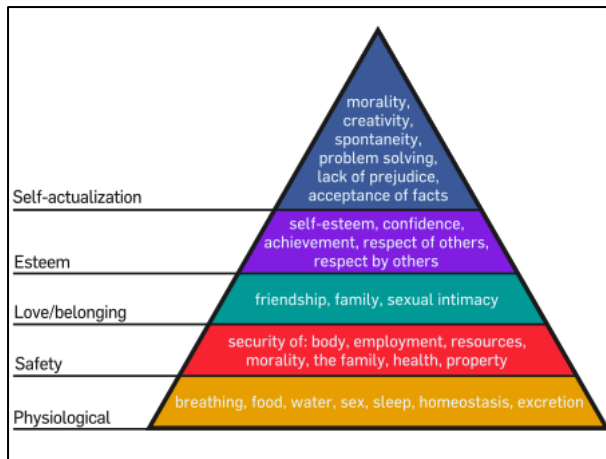 morality,
creativity,
spontaneity,
problem solving,
lack of prejudice,
acceptance of facts
Self-actualization
self-esteem, confidence,
achievement, respect of others,
respect by others
Esteem
friendship, family, sexual intimacy
Love/belonging
security of: body, employment, resources,
morality, the family, health, property
Safety
breathing, food, water, sex, sleep, homeostasis, excretion
Physiological